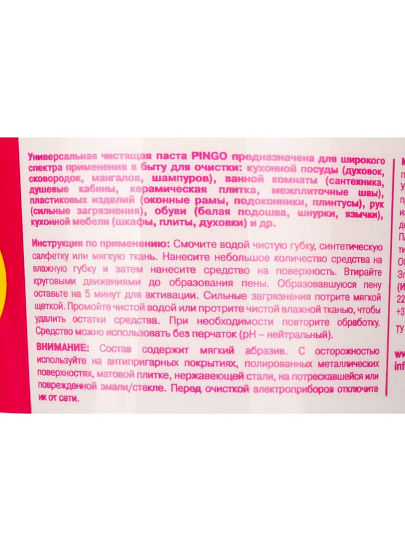 Универсальная чистящая паста PINGO предназначена для широкого
спектра применения в быту для очистки: кухонной посуды (духовок,
сковородок, мангалов, шампуров), ванной комнаты (сантехника,
душевые кабины, керамическая плитка, межплиточные швы),
пластиковых изделий (оконные рамы, подоконники, плинтусы), рук
(сильные загрязнения), обуви (белая подошва, шнурки, язычки),
кухонной мебели (шкафы, плиты, духовки) и др.
Инструкция по применению: Смочите водой чистую губку, синтетическую
салфетку или мягкую ткань. Нанесите небольшое количество средства на
влажную губку и затем нанесите средство на поверхность. Втирайте
круговыми движениями до образования пены. Образовавшуюся пену
оставьте на 5 минут для активации. Сильные загрязнения потрите мягкой
щеткой. Промойте чистой водой или протрите чистой влажной тканью, чтобы
удалить остатки средства. При необходимости повторите обработку.
Средство можно использовать без перчаток (pH – нейтральный).
ВНИМАНИЕ: Состав содержит мягкий абразив. С осторожностью
используйте на антипригарных покрытиях, полированных металлических
поверхностях, матовой плитке, нержавеющей стали, на потрескавшейся или
поврежденной эмали/стекле. Перед очисткой электроприборов отключите
их от сети.
22
+3
ТУ